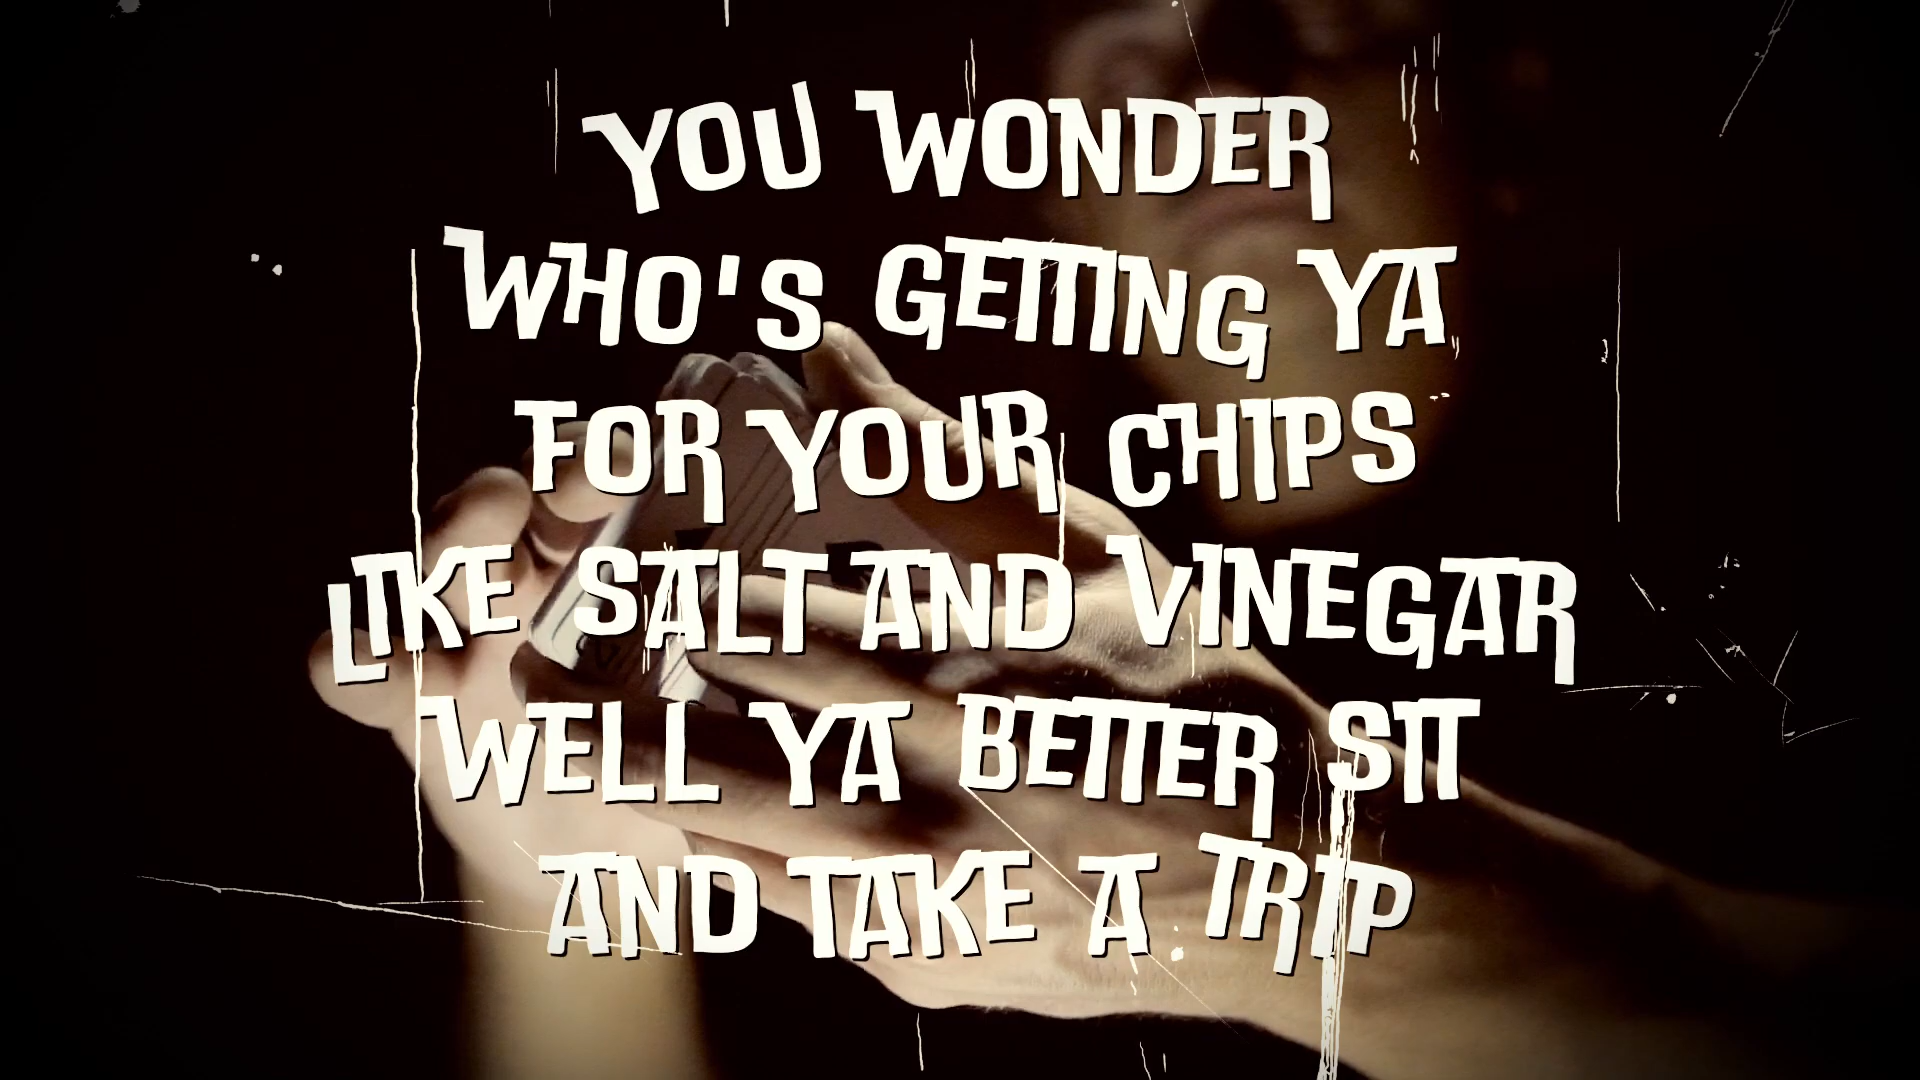 YOU WONDER
WHO'S GETTING YA
FOR YOUR CHIPS
LIKE SALT AND VINEGAR
WELL YA BETTER SIT
AND TAKE A TRIP